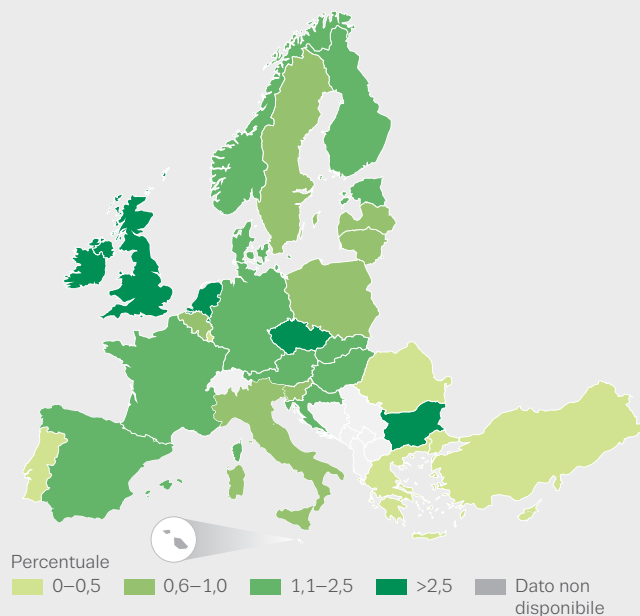 Percentuale
0–0,5
0,6–1,0
1,1–2,5
>2,5
Dato non
disponibile